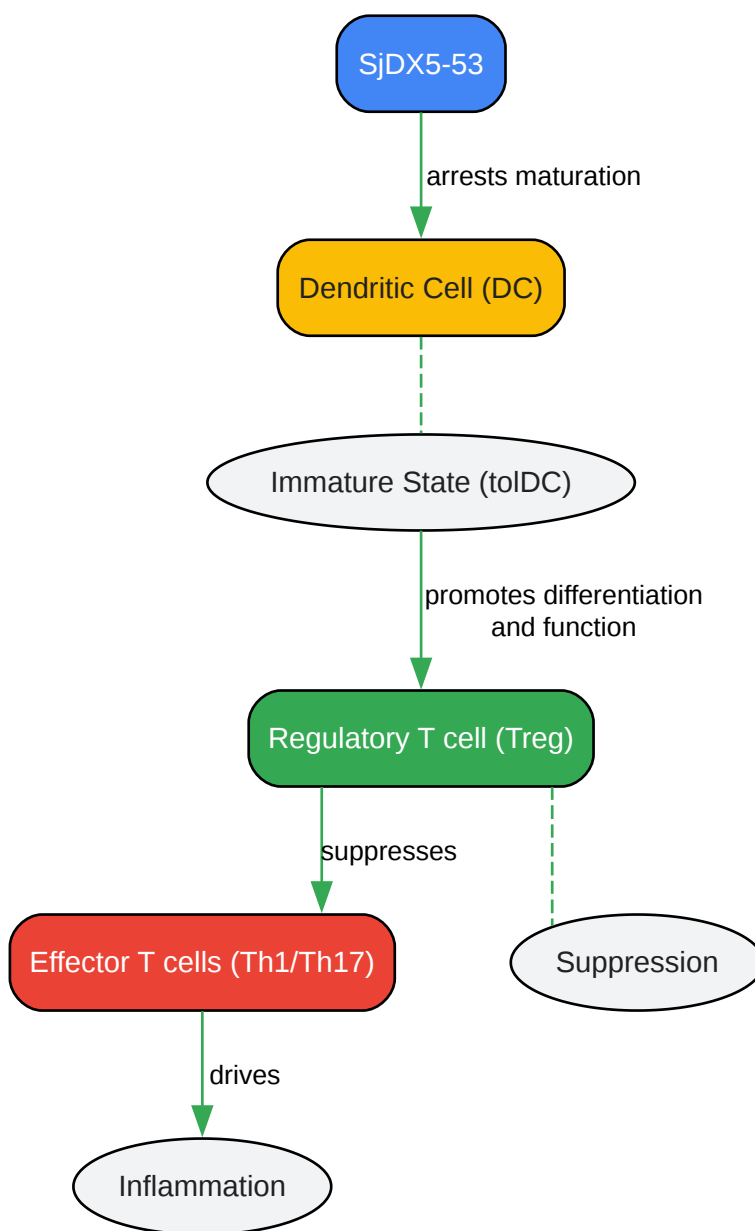 SjDX5-53
arrests maturation
Dendritic Cell (DC)
Immature State (tolDC)
promotes differentiation
and function
Regulatory T cell (Treg)
suppresses
Effector T cells (Th1/Th17)
Suppression
drives
Inflammation